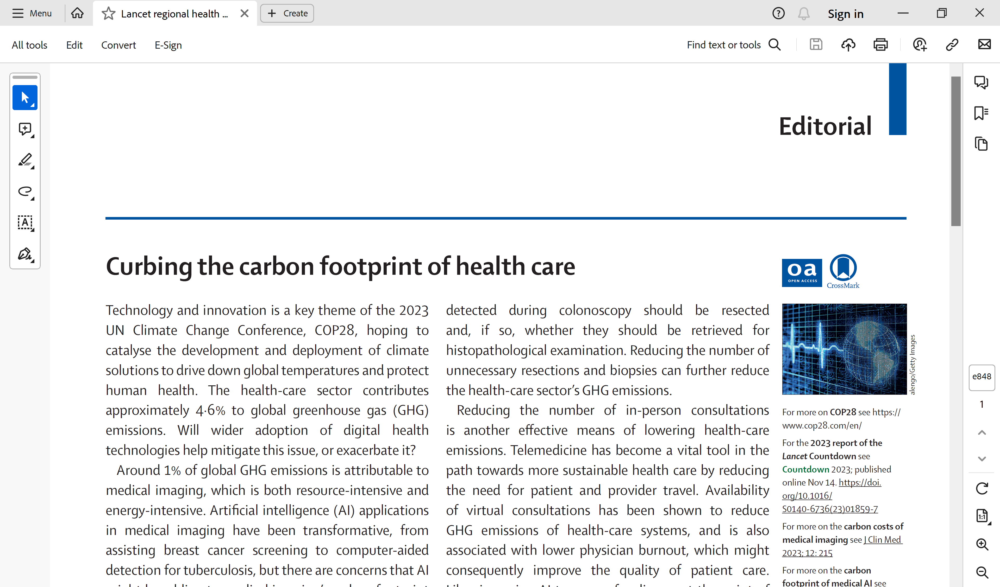 Menu
Lancet regional health ...
Create
Sign in
All tools
Edit
Convert
E-Sign
Find text or tools
Editorial
Curbing the carbon footprint of health care
Technology and innovation is a key theme of the 2023
UN Climate Change Conference, COP28, hoping to
catalyse the development and deployment of climate
solutions to drive down global temperatures and protect
human health. The health-care sector contributes
approximately 4·6% to global greenhouse gas (GHG)
emissions. Will wider adoption of digital health
technologies help mitigate this issue, or exacerbate it?
Around 1% of global GHG emissions is attributable to
medical imaging, which is both resource-intensive and
energy-intensive. Artificial intelligence (AI) applications
in medical imaging have been transformative, from
assisting breast cancer screening to computer-aided
detection for tuberculosis, but there are concerns that AI
detected during colonoscopy should be resected
and, if so, whether they should be retrieved for
histopathological examination. Reducing the number of
unnecessary resections and biopsies can further reduce
the health-care sector's GHG emissions.
Reducing the number of in-person consultations
is another effective means of lowering health-care
emissions. Telemedicine has become a vital tool in the
path towards more sustainable health care by reducing
the need for patient and provider travel. Availability
of virtual consultations has been shown to reduce
GHG emissions of health-care systems, and is also
associated with lower physician burnout, which might
consequently improve the quality of patient care.
oa
OPEN ACCESS
CrossMark
alengo/Getty Images
For more on COP28 see https://
www.cop28.com/en/
For the 2023 report of the
Lancet Countdown see
Countdown 2023; published
online Nov 14. https://doi.
org/10.1016/
S0140-6736(23)01859-7
For more on the carbon costs of
medical imaging see J Clin Med
2023; 12: 215
For more on the carbon
footprint of medical AI see
e848
1
1:1